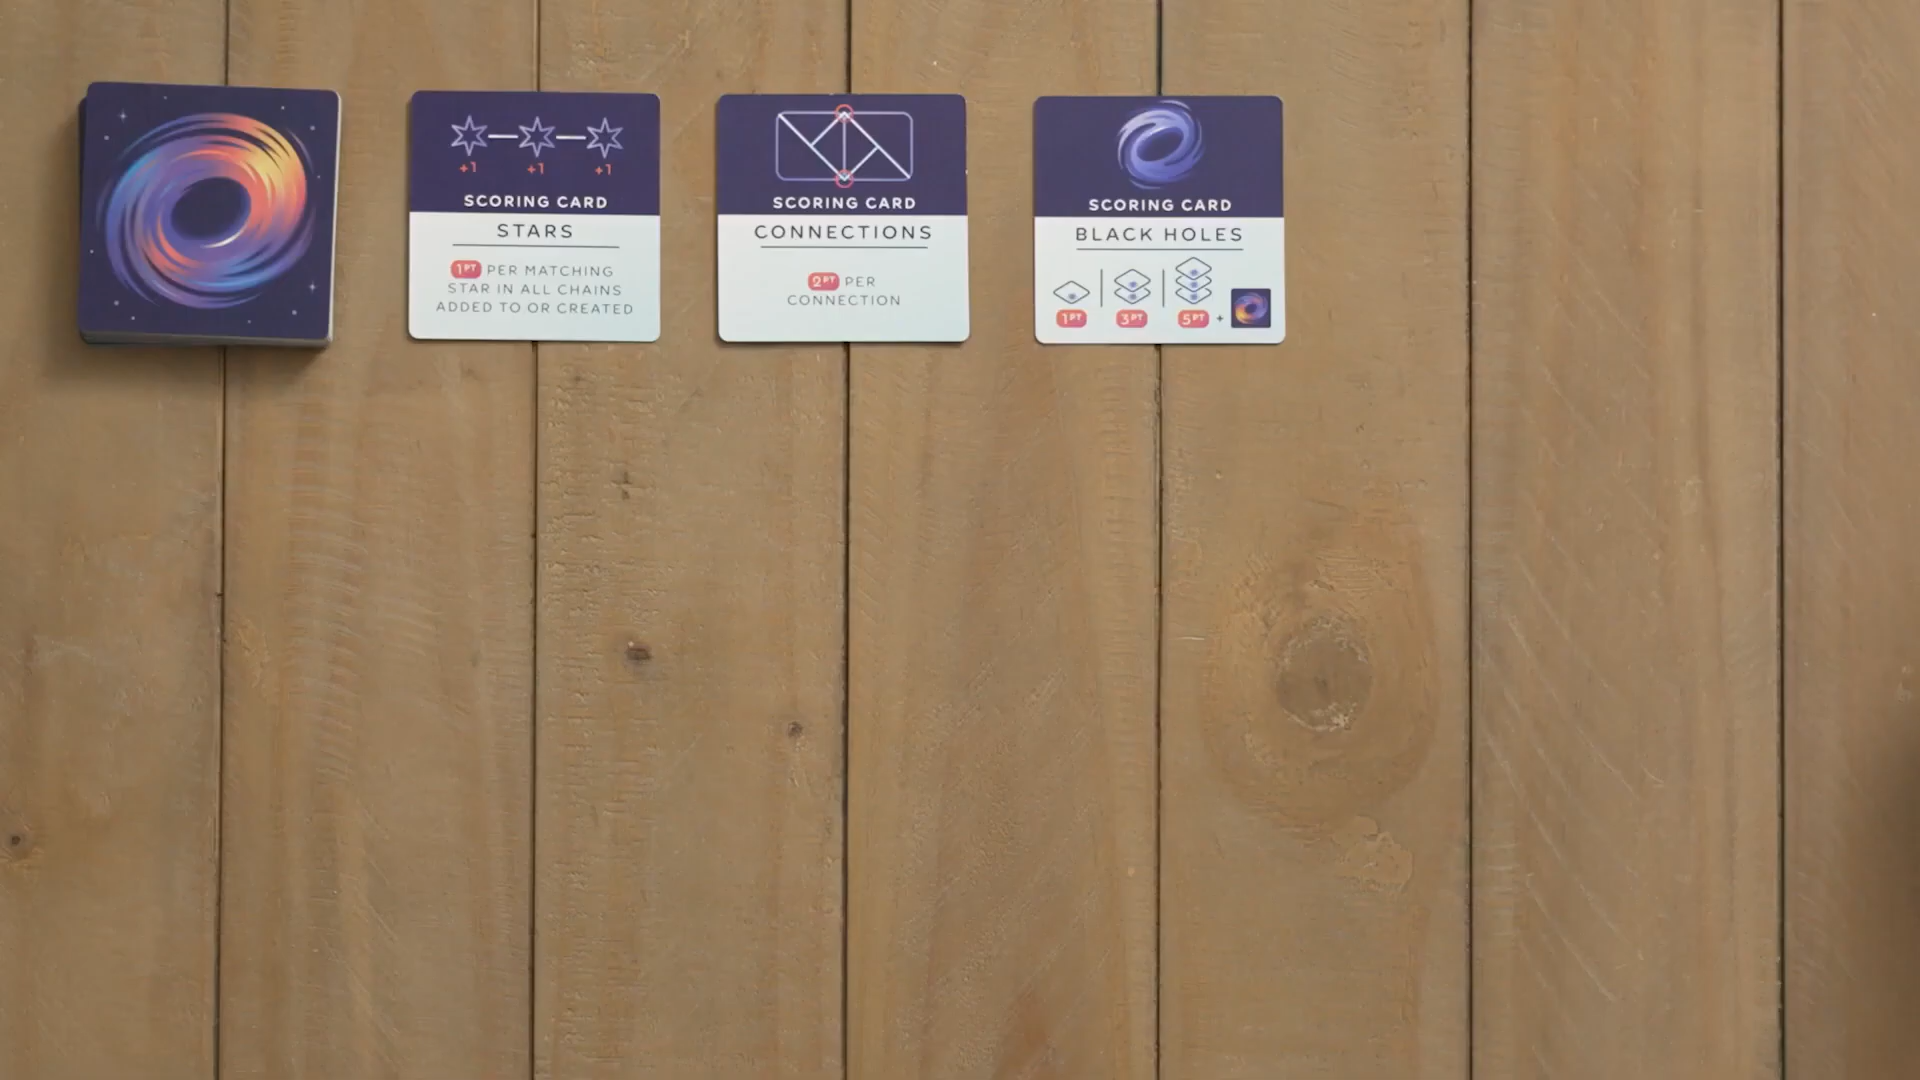 +1 +1 +1
SCORING CARD
STARS
1PT PER MATCHING
STAR IN ALL CHAINS
ADDED TO OR CREATED
SCORING CARD
CONNECTIONS
2PT PER
CONNECTION
SCORING CARD
BLACK HOLES
1PT 3PT 5PT +